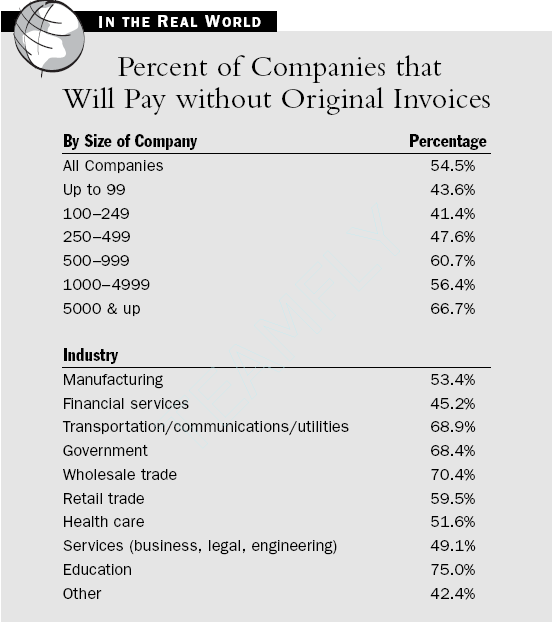 IN THE REAL WORLD
Percent of Companies that
Will Pay without Original Invoices
By Size of Company Percentage
All Companies 54.5%
Up to 99 43.6%
100–249 41.4%
250–499 47.6%
500–999 60.7%
1000–4999 56.4%
5000 & up 66.7%
Industry
Manufacturing 53.4%
Financial services 45.2%
Transportation/communications/utilities 68.9%
Government 68.4%
Wholesale trade 70.4%
Retail trade 59.5%
Health care 51.6%
Services (business, legal, engineering) 49.1%
Education 75.0%
Other 42.4%